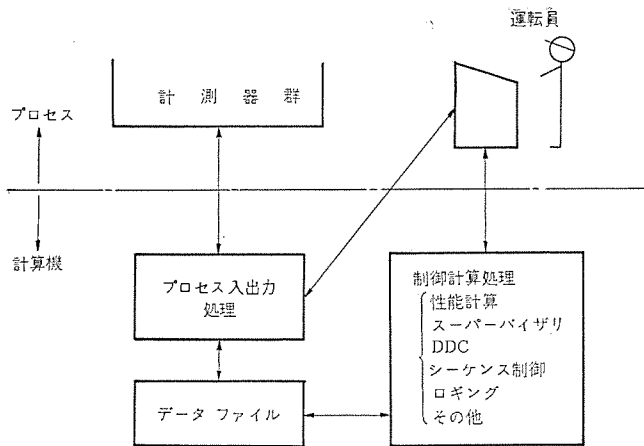 運転員
計測器群
プロセス
計算機
プロセス入出力
処理
データ ファイル
制御計算処理
性能計算
スーパーバイザリ
DDC
シーケンス制御
ロギング
その他